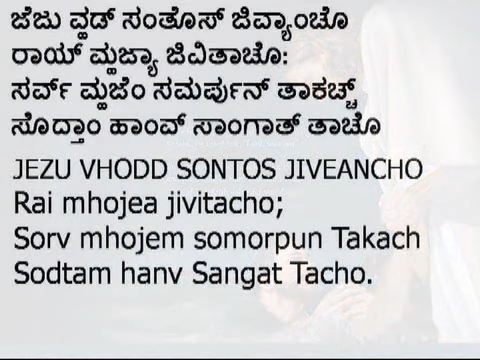 ಜೆಜು ವ್ಹಡ್ ಸಂತೊಸ್ ಜಿವ್ಯಾಂಚೊ
ರಾಯ್ ಮ್ಹಜ್ಯಾ ಜಿವಿತಾಚೊ:
ಸರ್ವ್ ಮ್ಹಜೆಂ ಸಮರ್ಪುನ್ ತಾಕಚ್ಚ್
ಸೊದ್ತಾಂ ಹಾಂವ್ ಸಾಂಗಾತ್ ತಾಚೊ
JEZU VHODD SONTOS JIVEANCHO
Rai mhojea jivitacho;
Sorv mhojem somorpun Takach
Sodtam hanv Sangat Tacho.